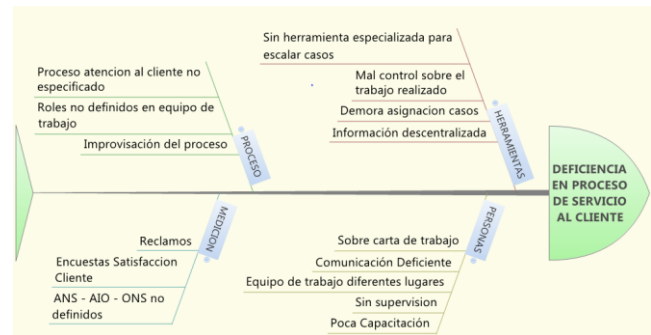 Sin herramienta especializada para
escalar casos
Mal control sobre el
trabajo realizado
Demora asignacion casos
Información descentralizada
HERRAMIENTAS
Proceso atencion al cliente no
especificado
Roles no definidos en equipo de
trabajo
Improvisación del proceso
PROCESO
DEFICIENCIA
EN PROCESO
DE SERVICIO
AL CLIENTE
MEDICION
Reclamos
Encuestas Satisfaccion
Cliente
ANS - AIO - ONS no
definidos
PERSONAS
Sobre carta de trabajo
Comunicación Deficiente
Equipo de trabajo diferentes lugares
Sin supervision
Poca Capacitación